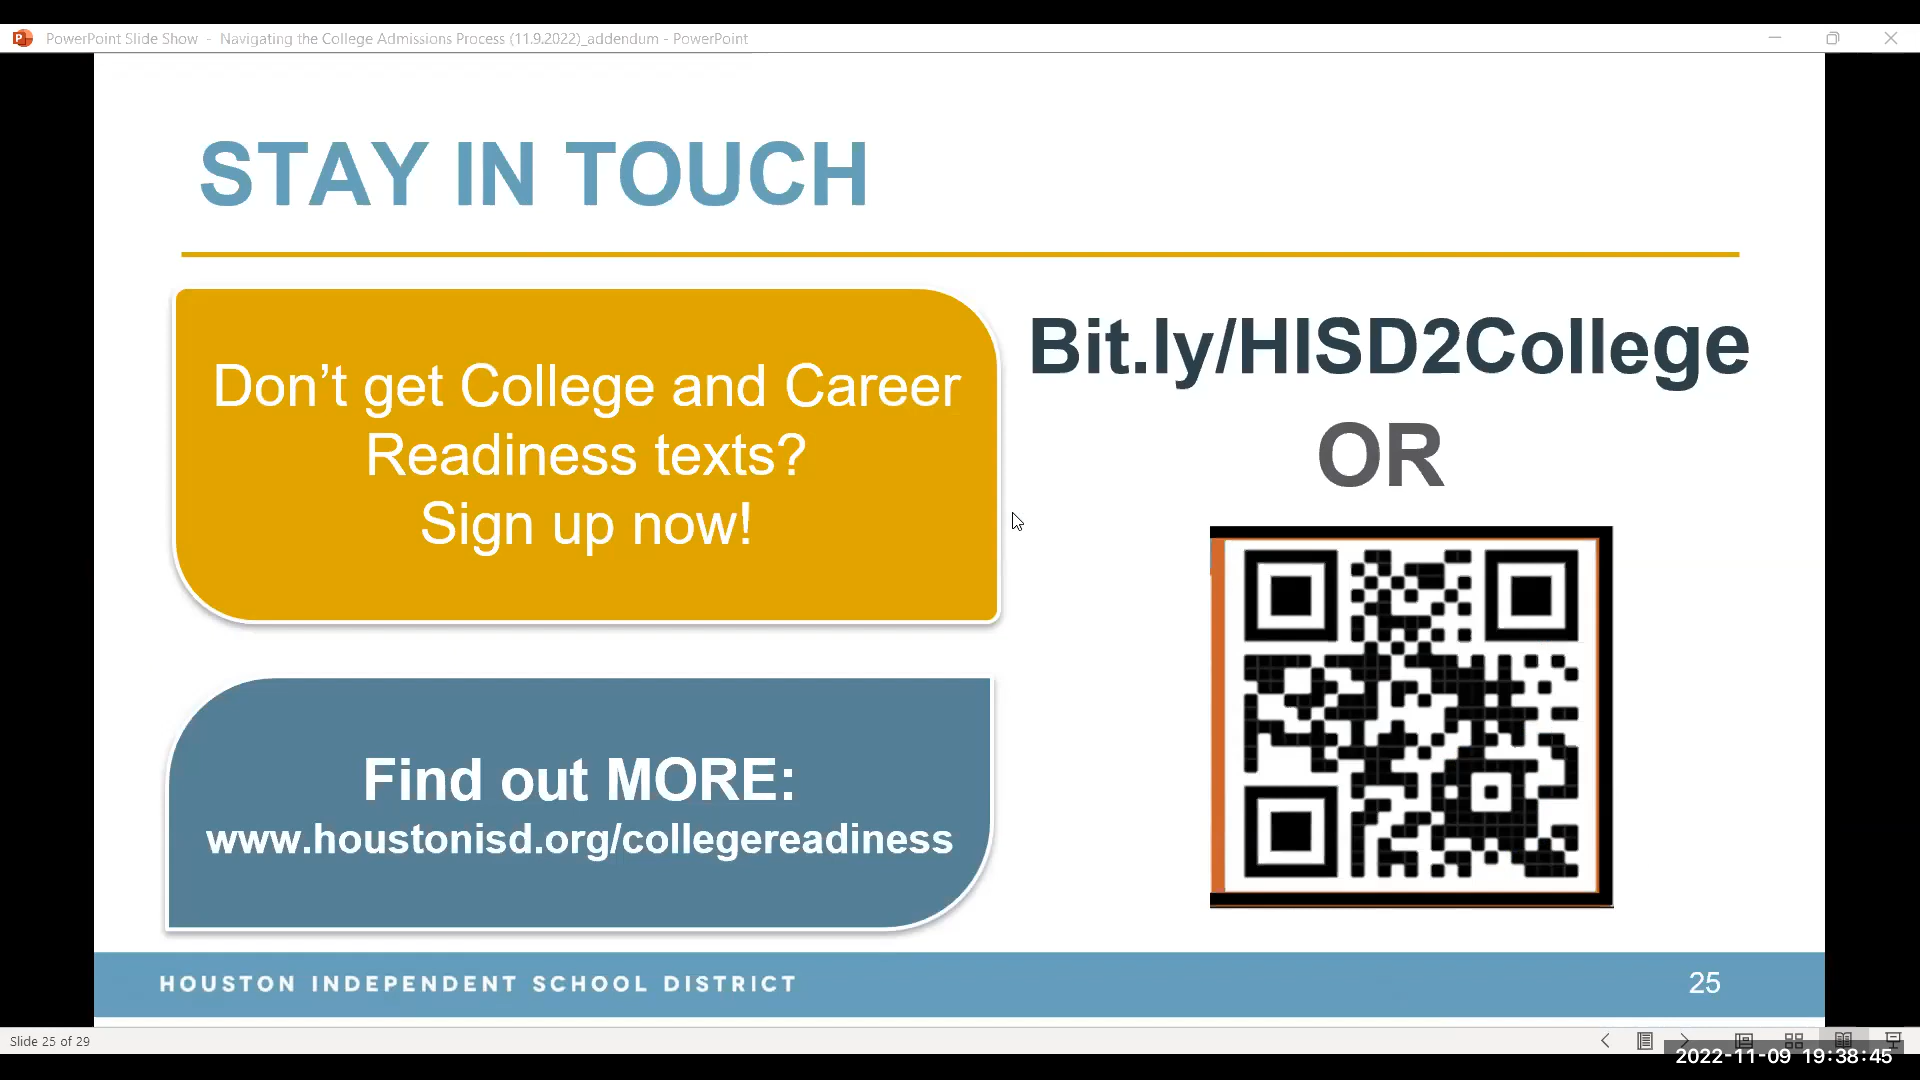 PowerPoint Slide Show - Navigating the College Admissions Process (11.9.2022)_addendum - PowerPoint
STAY IN TOUCH
Don’t get College and Career
Readiness texts?
Sign up now!
Bit.ly/HISD2College
OR
Find out MORE:
www.houstonisd.org/collegereadiness
HOUSTON INDEPENDENT SCHOOL DISTRICT
25
Slide 25 of 29
2022-11-09 19:38:45